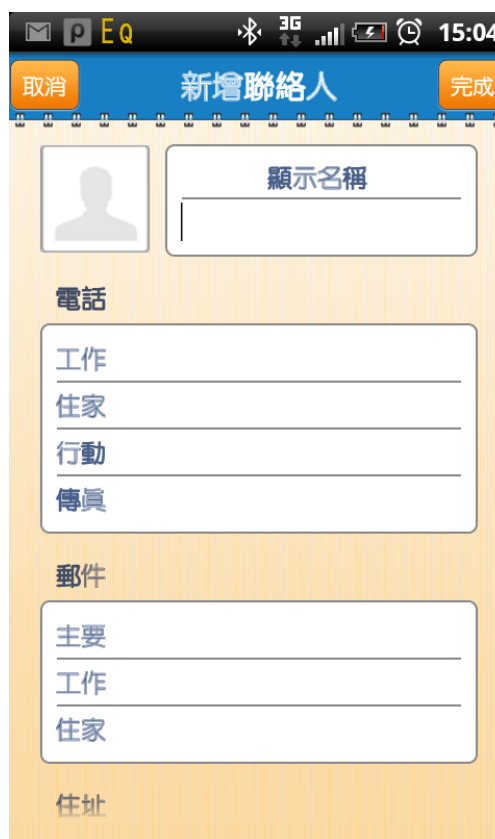 EQ 3G 15:04
取消 新增聯絡人 完成
顯示名稱
電話
工作
住家
行動
傳真
郵件
主要
工作
住家
住址